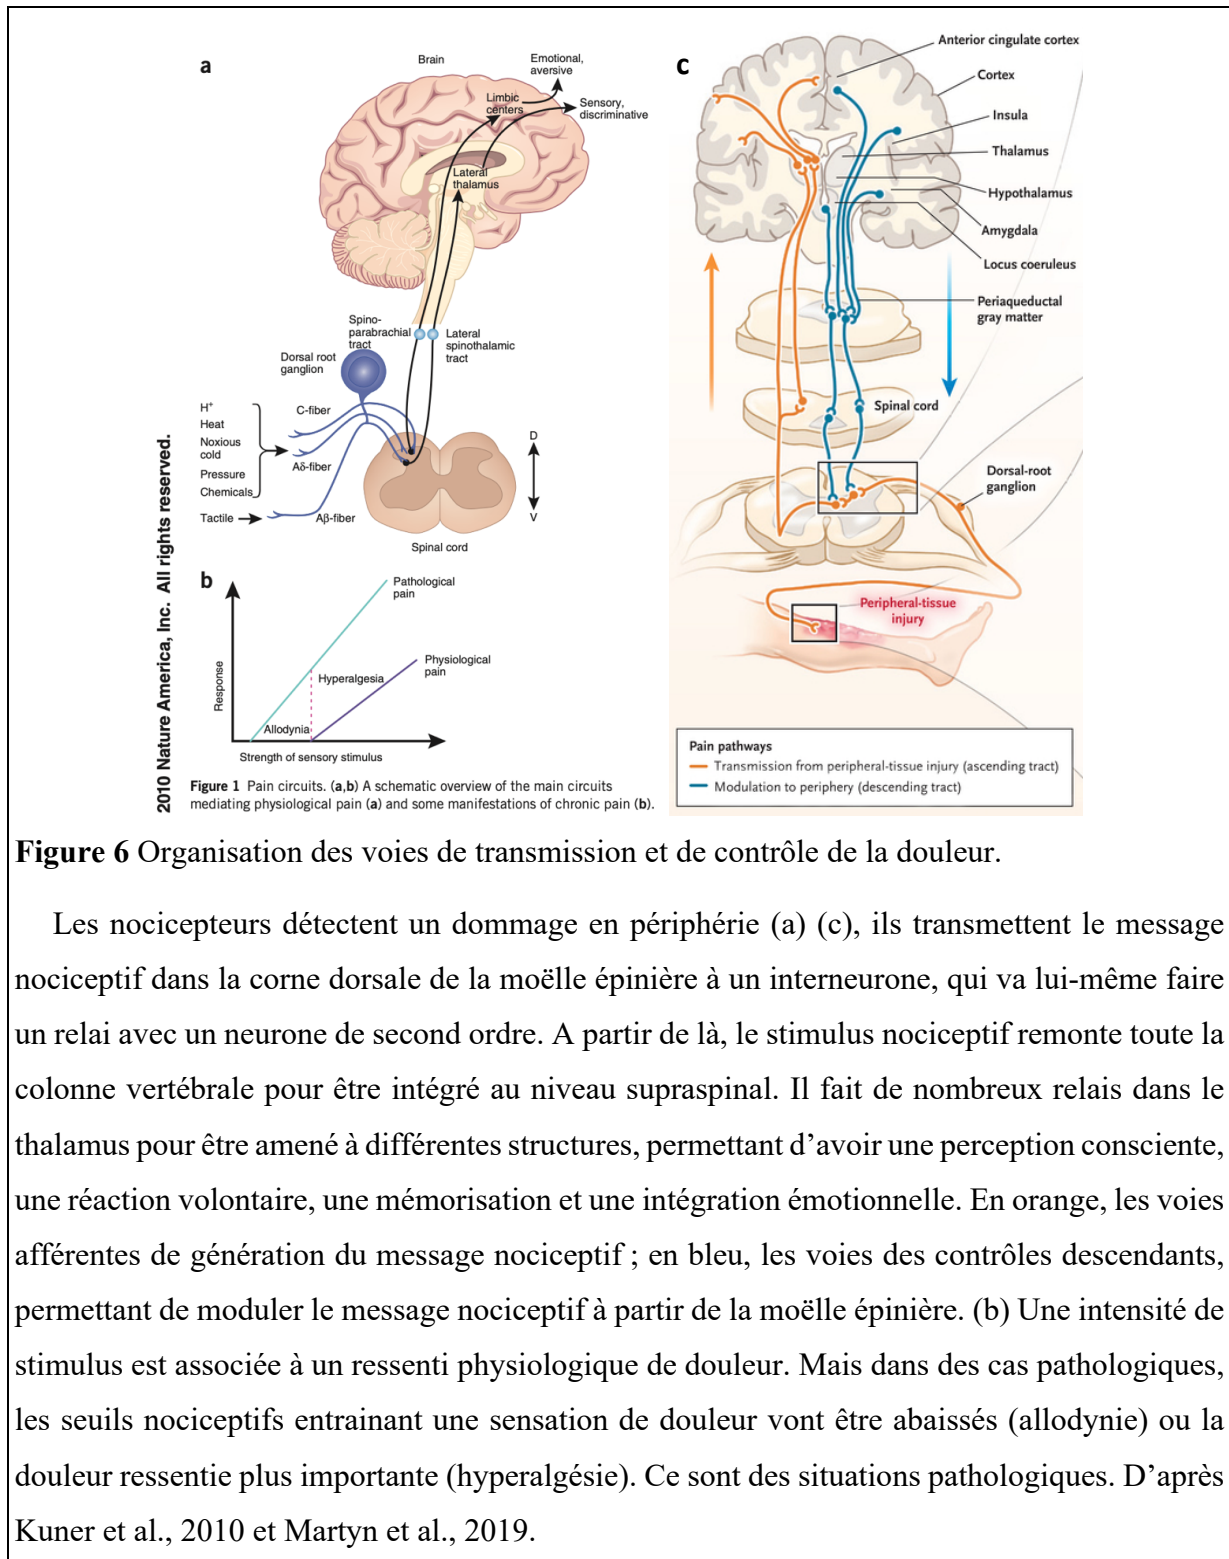 a
Brain
Emotional,
aversive
Limbic
centers
Sensory,
discriminative
Lateral
thalamus
Spino-
parabrachial
tract
Lateral
spinothalamic
tract
Dorsal root
ganglion
H+
Heat
Noxious
cold
Pressure
Chemicals
Tactile
C-fiber
Aδ-fiber
Aβ-fiber
D
V
Spinal cord
b
Pathological
pain
Physiological
pain
Hyperalgesia
Allodynia
Response
Strength of sensory stimulus
2010 Nature America, Inc. All rights reserved.
Figure 1 Pain circuits. (a,b) A schematic overview of the main circuits
mediating physiological pain (a) and some manifestations of chronic pain (b).
c
Anterior cingulate cortex
Cortex
Insula
Thalamus
Hypothalamus
Amygdala
Locus coeruleus
Periaqueductal
gray matter
Spinal cord
Dorsal-root
ganglion
Peripheral-tissue
injury
Pain pathways
Transmission from peripheral-tissue injury (ascending tract)
Modulation to periphery (descending tract)
Figure 6 Organisation des voies de transmission et de contrôle de la douleur.
Les nocicepteurs détectent un dommage en périphérie (a) (c), ils transmettent le message
nociceptif dans la corne dorsale de la moëlle épinière à un interneurone, qui va lui-même faire
un relai avec un neurone de second ordre. A partir de là, le stimulus nociceptif remonte toute la
colonne vertébrale pour être intégré au niveau supraspinal. Il fait de nombreux relais dans le
thalamus pour être amené à différentes structures, permettant d’avoir une perception consciente,
une réaction volontaire, une mémorisation et une intégration émotionnelle. En orange, les voies
afférentes de génération du message nociceptif ; en bleu, les voies des contrôles descendants,
permettant de moduler le message nociceptif à partir de la moëlle épinière. (b) Une intensité de
stimulus est associée à un ressenti physiologique de douleur. Mais dans des cas pathologiques,
les seuils nociceptifs entrainant une sensation de douleur vont être abaissés (allodynie) ou la
douleur ressentie plus importante (hyperalgésie). Ce sont des situations pathologiques. D’après
Kuner et al., 2010 et Martyn et al., 2019.